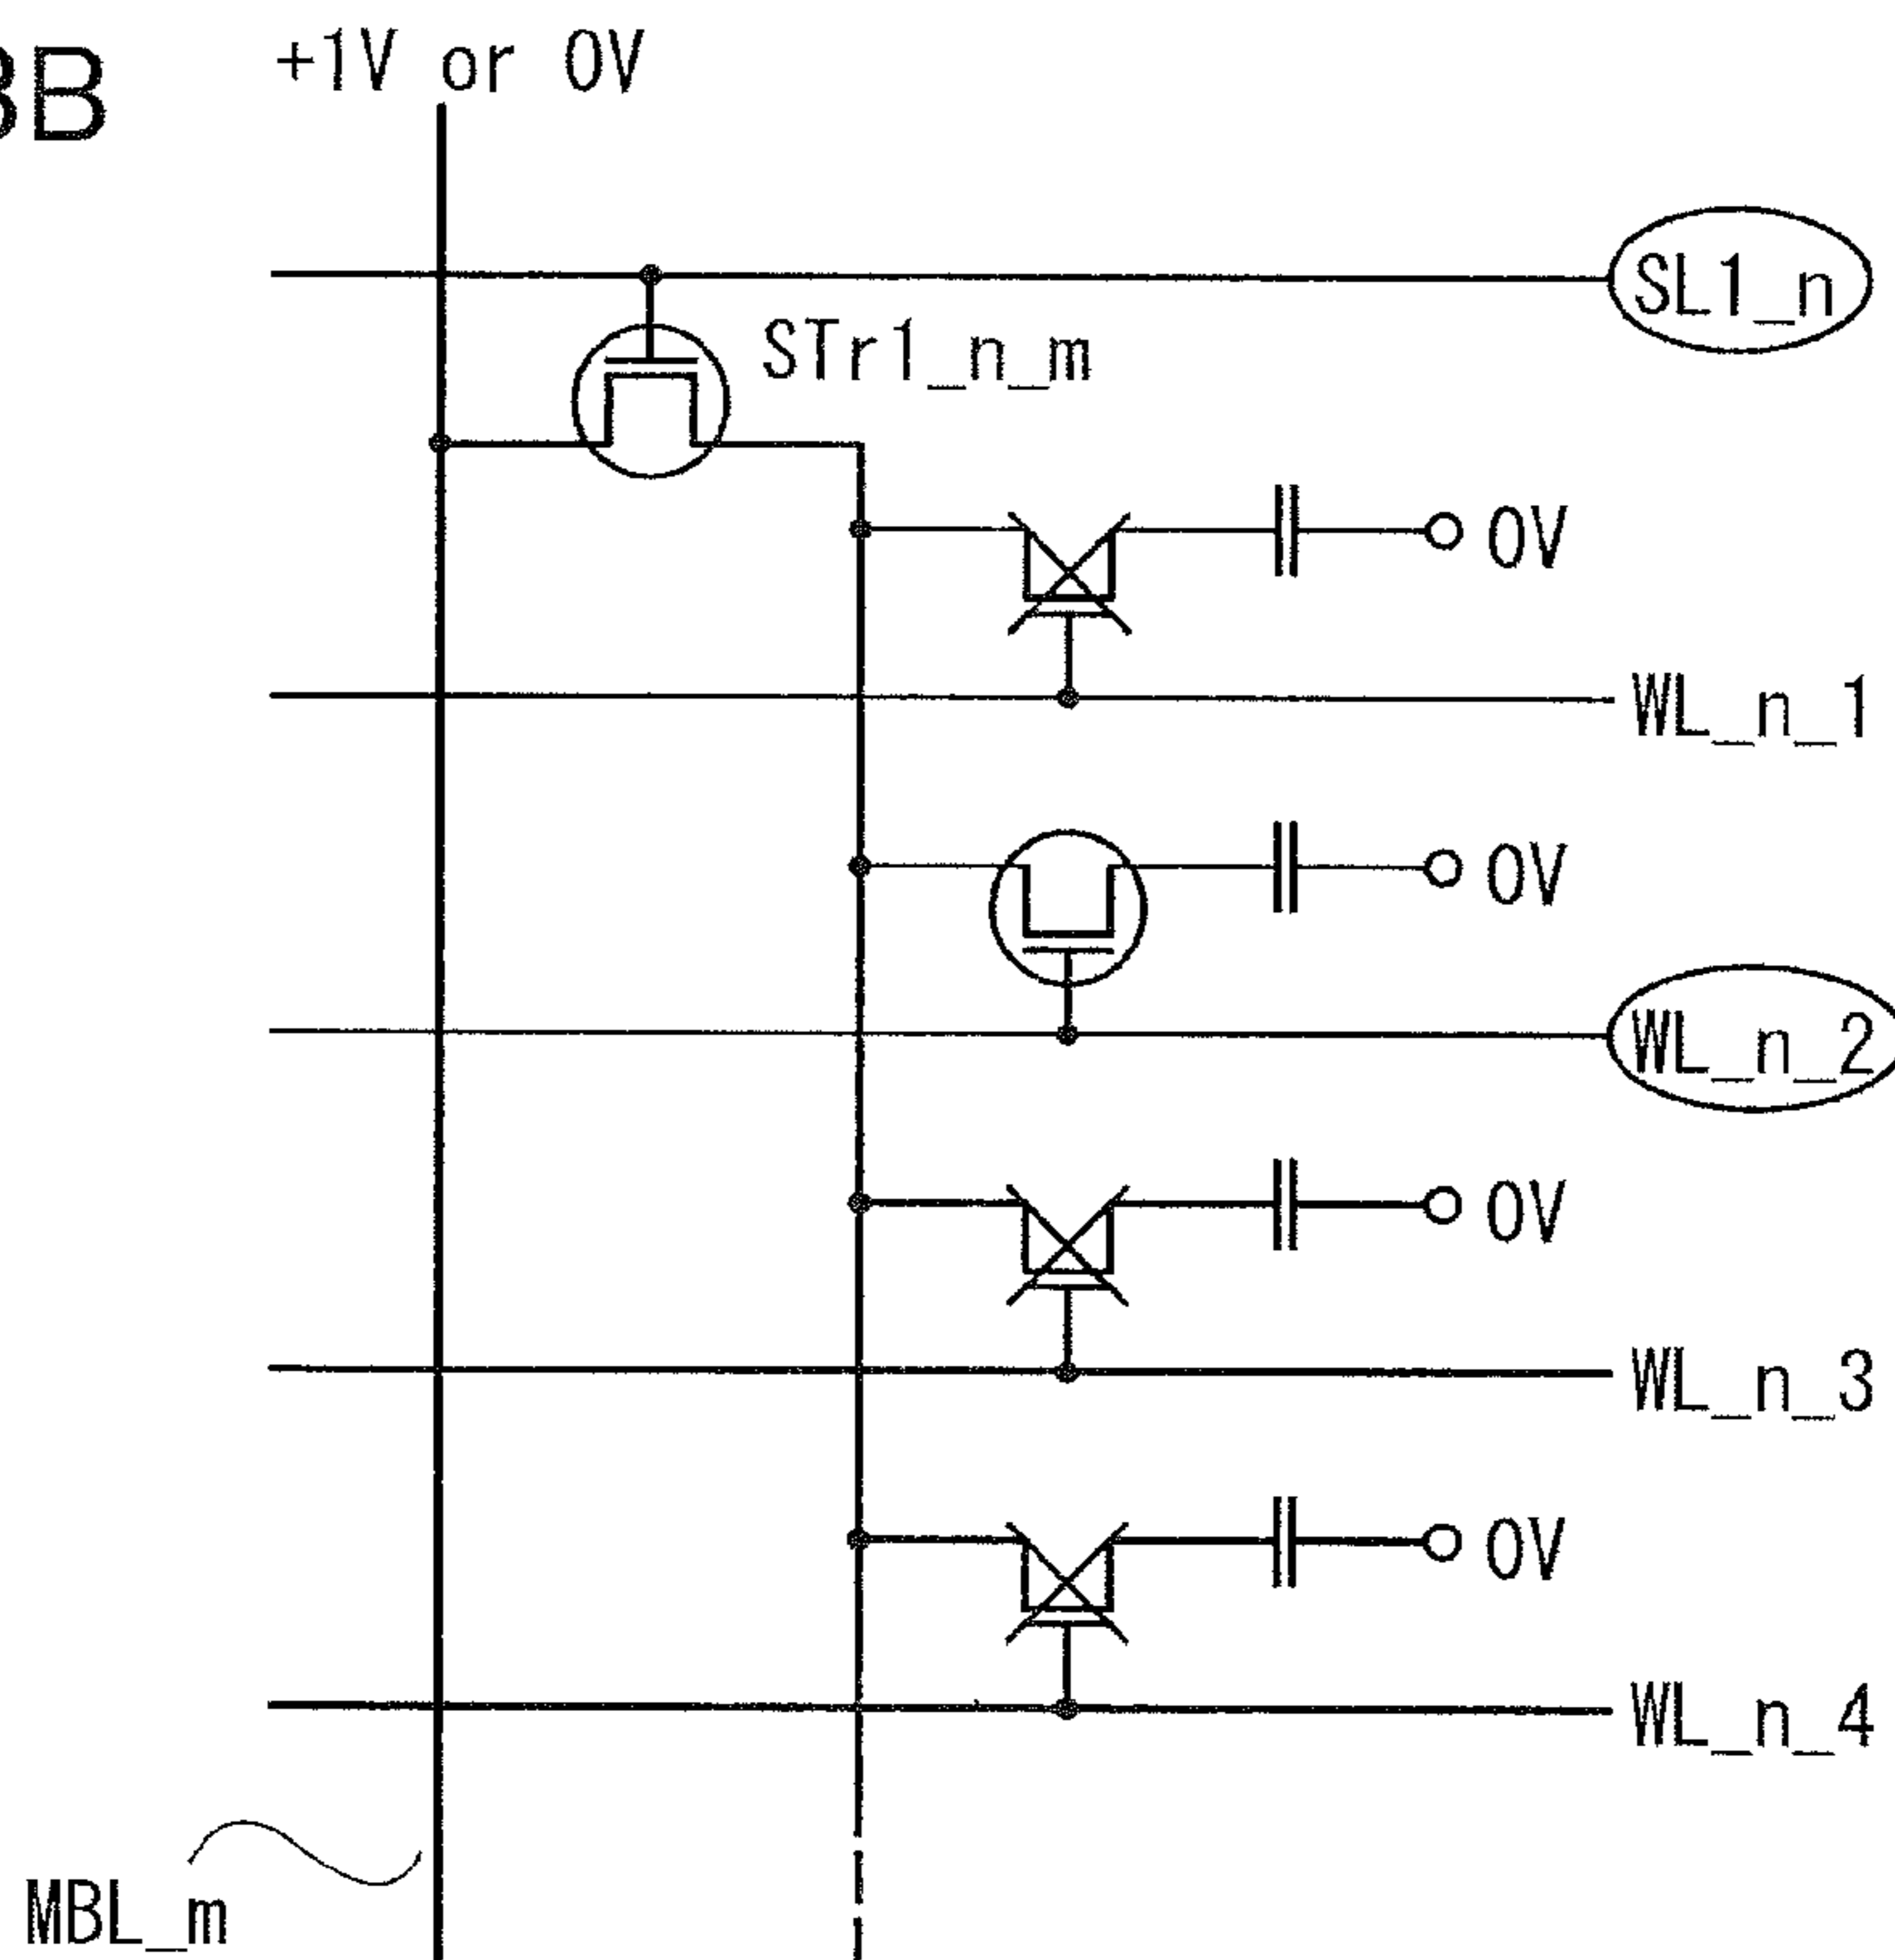 3B
+1V or 0V
SL1_n
STr1_n_m
0V
WL_n_1
0V
WL_n_2
0V
WL_n_3
0V
WL_n_4
MBL_m